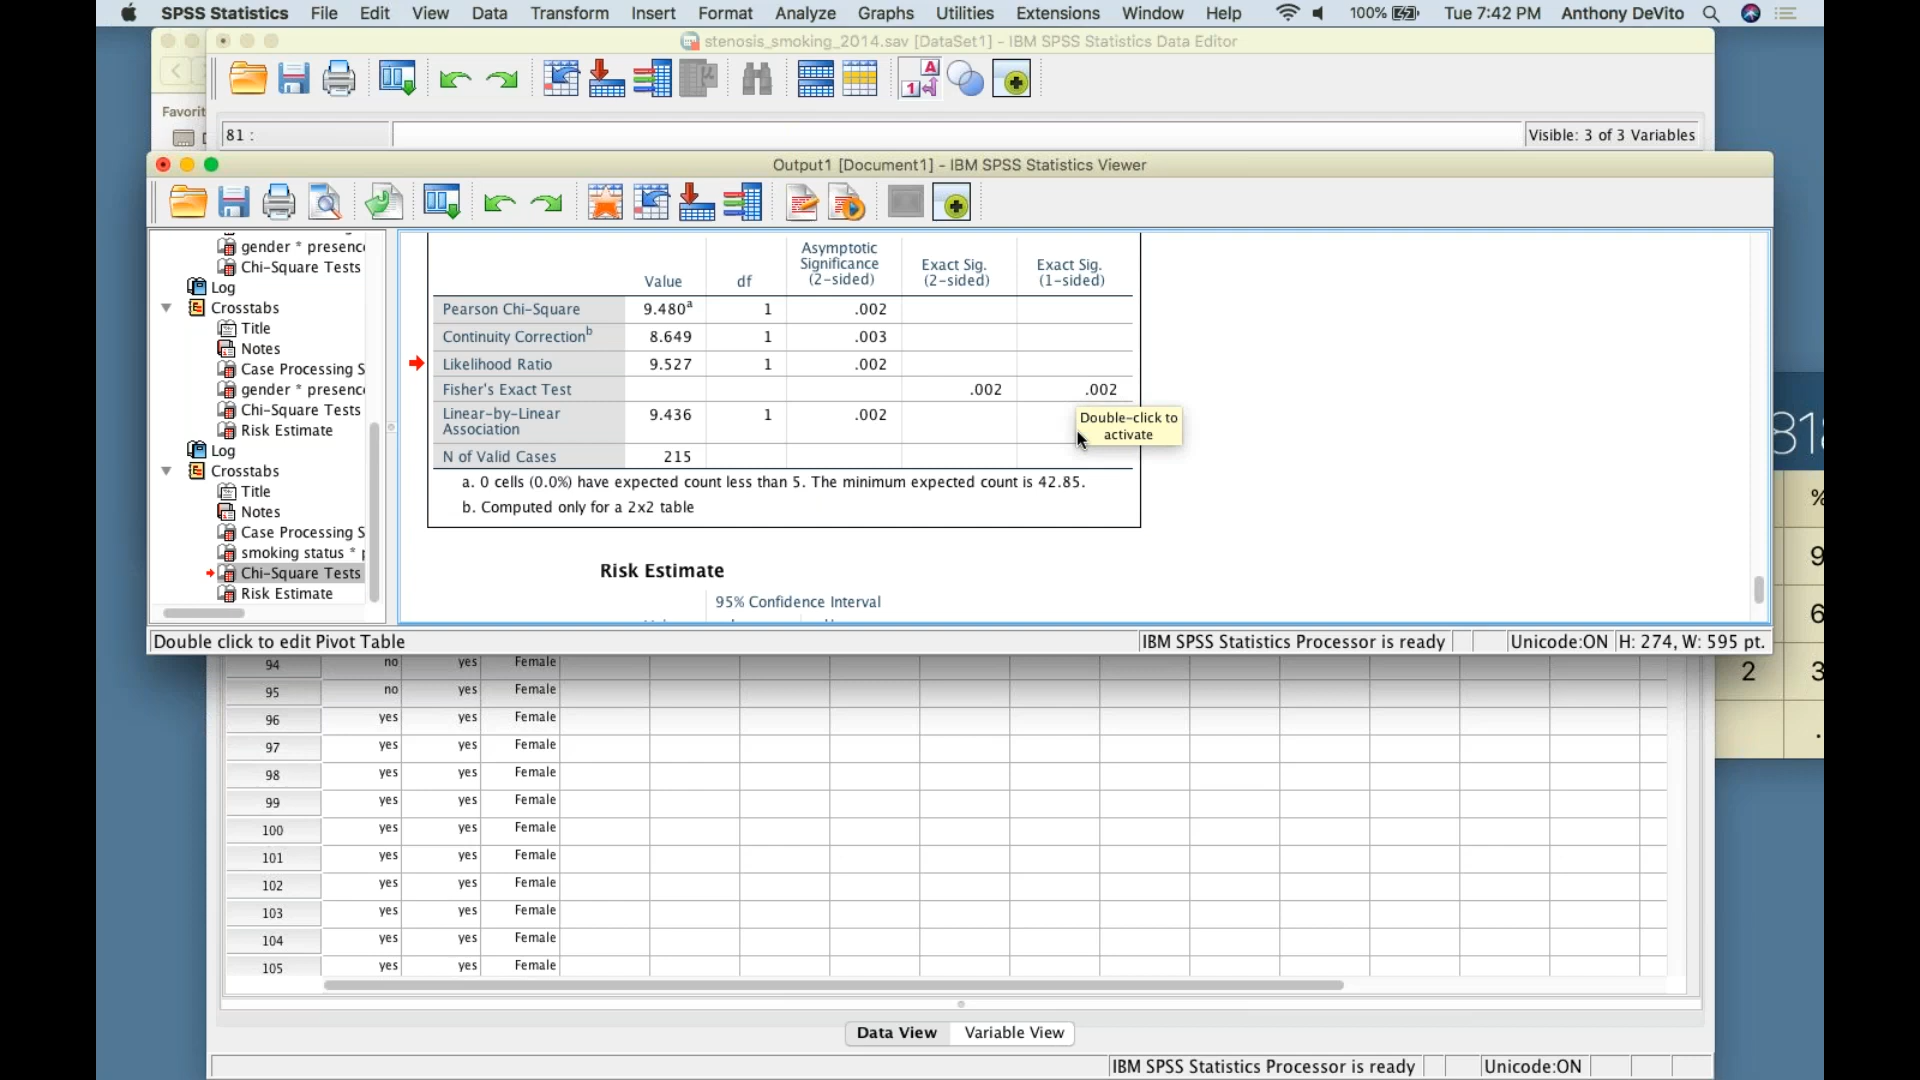 SPSS Statistics File Edit View Data Transform Insert Format Analyze Graphs Utilities Extensions Window Help 100% Tue 7:42 PM Anthony DeVito
stenosis_smoking_2014.sav [DataSet1] - IBM SPSS Statistics Data Editor
Favorit
81 : Visible: 3 of 3 Variables
Output1 [Document1] - IBM SPSS Statistics Viewer
gender * presenc
Chi-Square Tests
Log
Crosstabs
Title
Notes
Case Processing S
gender * presenc
Chi-Square Tests
Risk Estimate
Log
Crosstabs
Title
Notes
Case Processing S
smoking status * p
Chi-Square Tests
Risk Estimate
Value df Asymptotic Significance (2-sided) Exact Sig. (2-sided) Exact Sig. (1-sided)
Pearson Chi-Square 9.480a 1 .002
Continuity Correctionb 8.649 1 .003
Likelihood Ratio 9.527 1 .002
Fisher's Exact Test .002 .002
Linear-by-Linear Association 9.436 1 .002
N of Valid Cases 215
Double-click to
activate
a. 0 cells (0.0%) have expected count less than 5. The minimum expected count is 42.85.
b. Computed only for a 2x2 table
Risk Estimate
95% Confidence Interval
Double click to edit Pivot Table IBM SPSS Statistics Processor is ready Unicode:ON H: 274, W: 595 pt.
94 no yes Female
95 no yes Female
96 yes yes Female
97 yes yes Female
98 yes yes Female
99 yes yes Female
100 yes yes Female
101 yes yes Female
102 yes yes Female
103 yes yes Female
104 yes yes Female
105 yes yes Female
%
9
6
2 3
.
Data View Variable View
IBM SPSS Statistics Processor is ready Unicode:ON